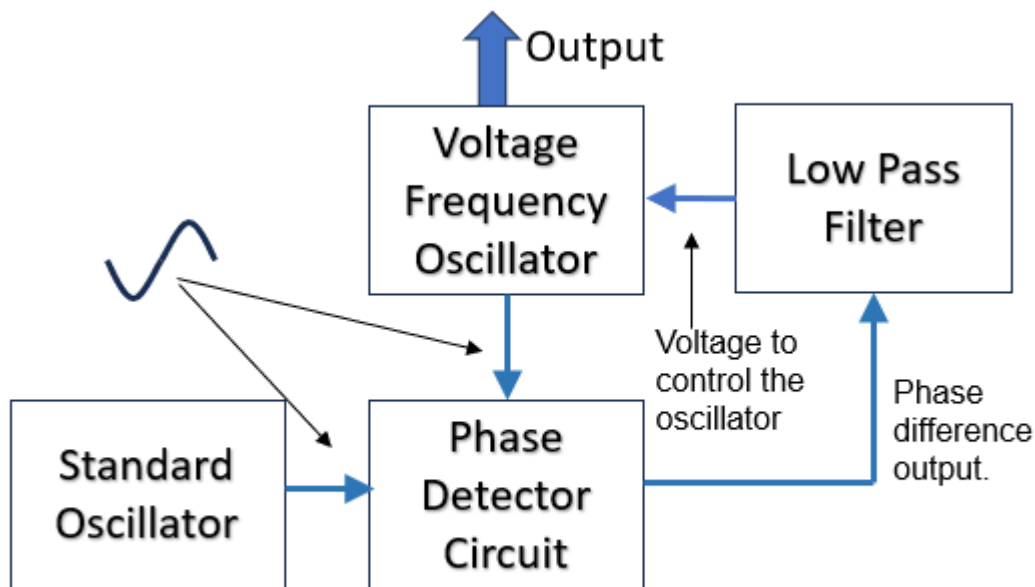 Output
Voltage
Frequency
Oscillator
Low Pass
Filter
Voltage to
control the
oscillator
Phase
difference
output.
Standard
Oscillator
Phase
Detector
Circuit